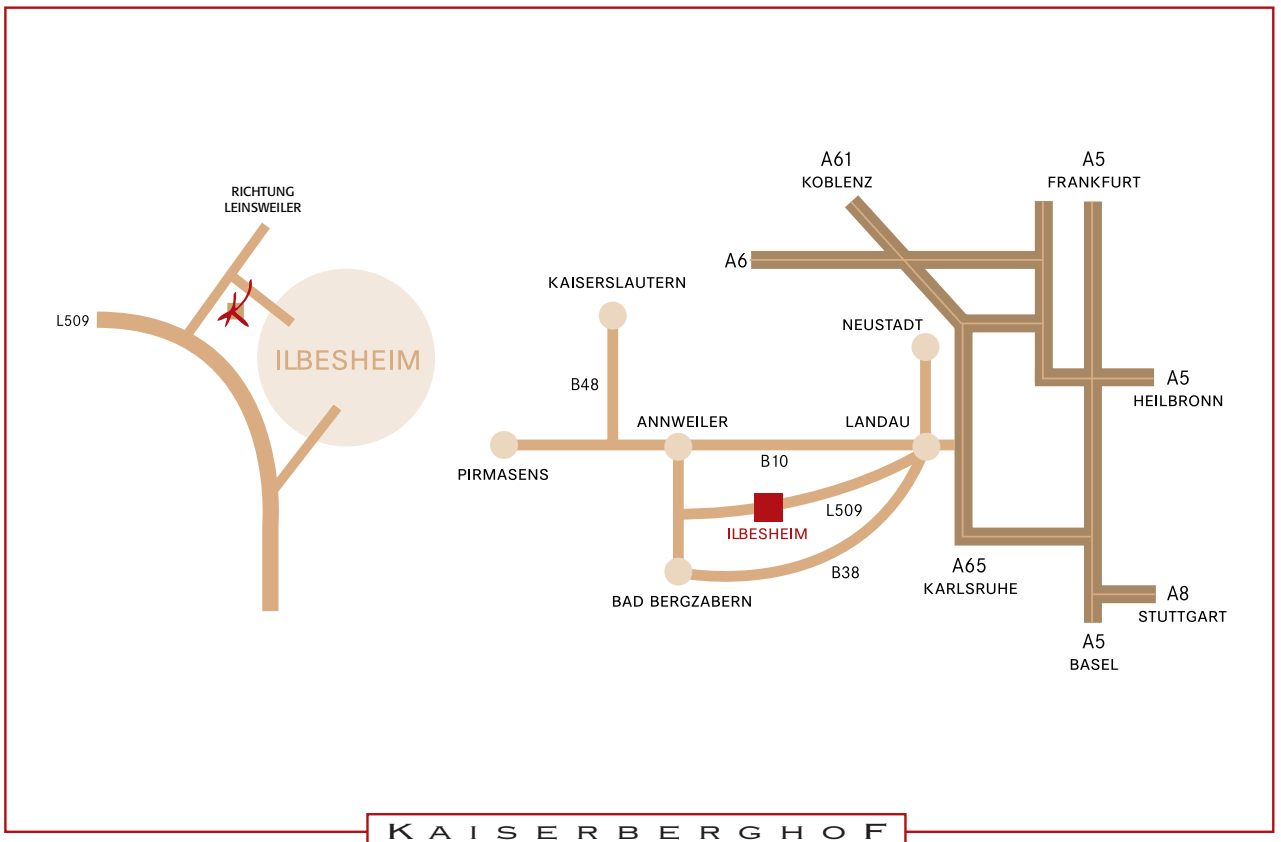 RICHTUNG
LEINSWEILER
L509
ILBESHEIM
A61
KOBLENZ
A5
FRANKFURT
A6
KAISERSLAUTERN
NEUSTADT
B48
A5
HEILBRONN
ANNWEILER
LANDAU
B10
PIRMASENS
L509
ILBESHEIM
A65
KARLSRUHE
B38
BAD BERGZABERN
A8
STUTTGART
A5
BASEL
KAISERBERGHOF